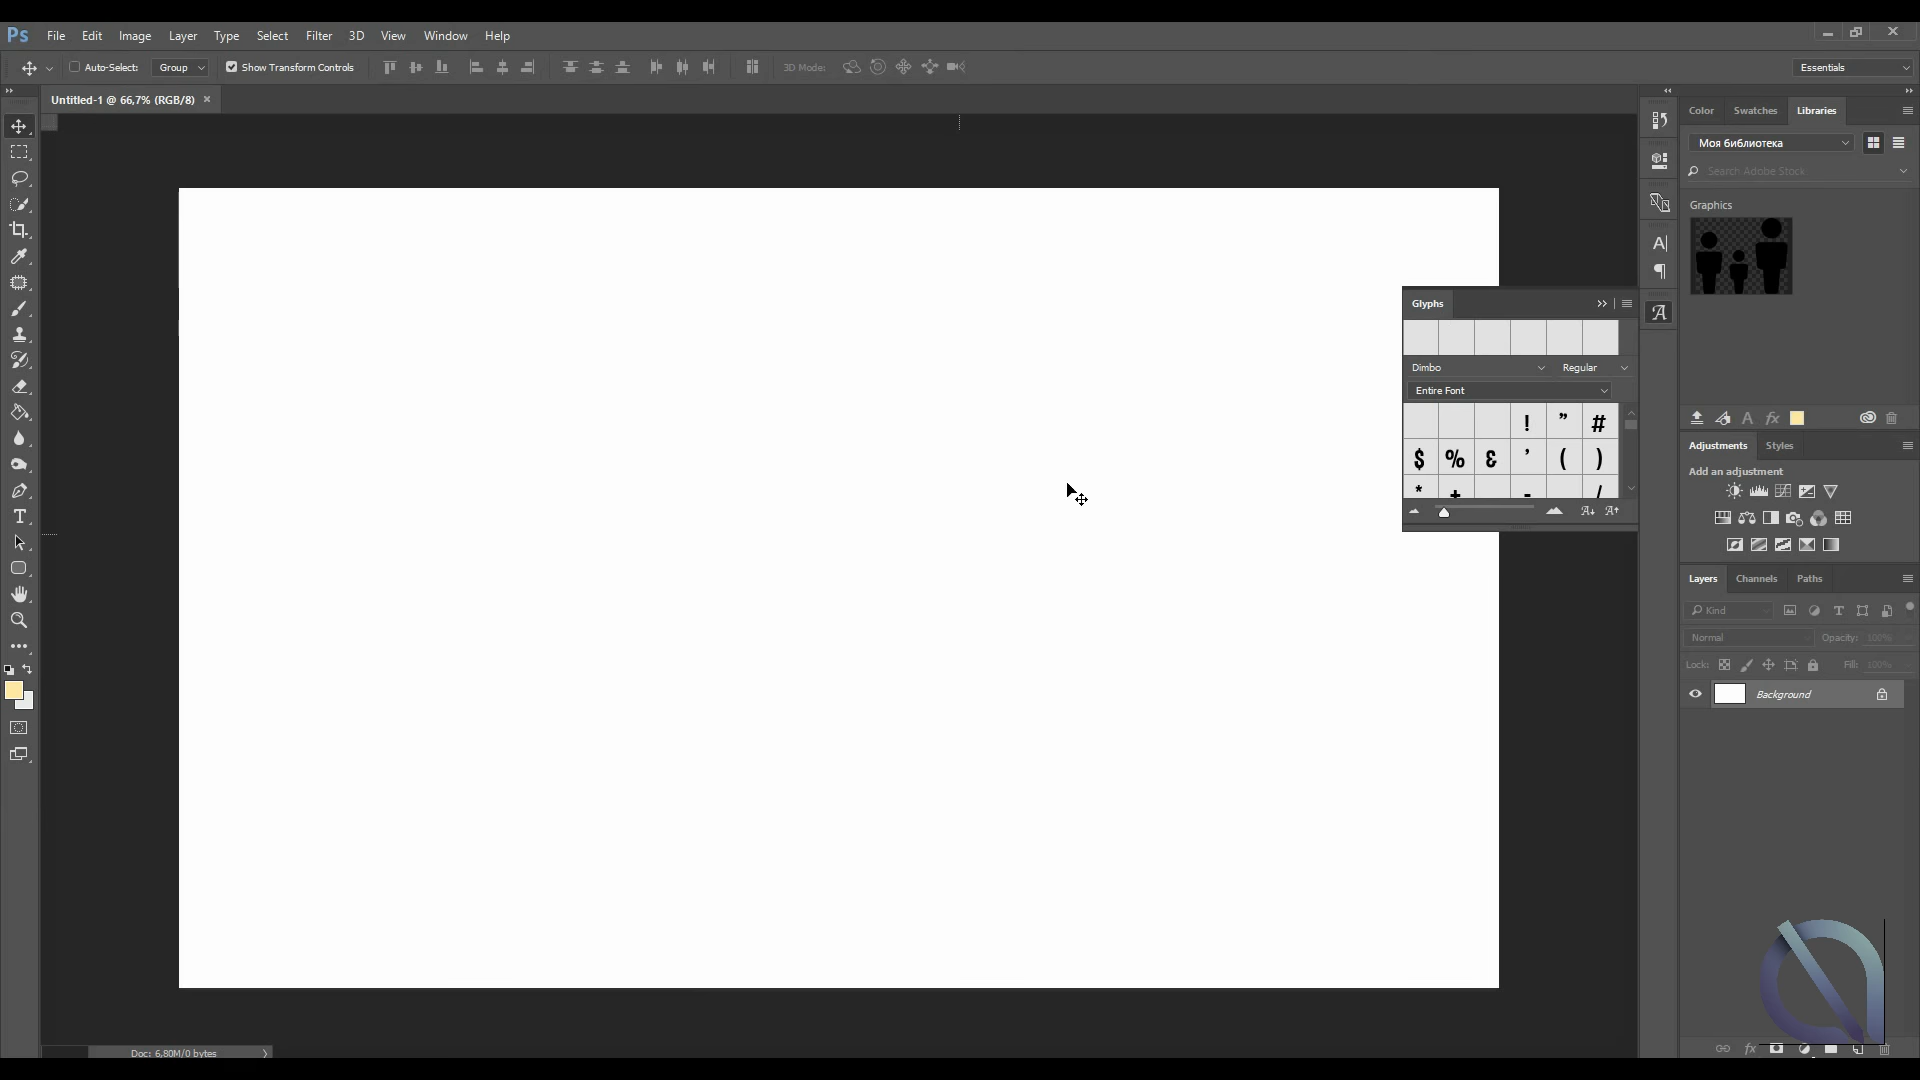 Ps File Edit Image Layer Type Select Filter 3D View Window Help
Auto-Select: Group Show Transform Controls 3D Mode: Essentials
Untitled-1 @ 66,7% (RGB/8) ×
Color Swatches Libraries
Моя библиотека
Search Adobe Stock
Graphics
Glyphs
Dimbo Regular
Entire Font
! ” #
$ % & ’ ( )
* + - /
Adjustments Styles
Add an adjustment
Layers Channels Paths
Kind
Normal Opacity: 100%
Lock: Fill: 100%
Background
Doc: 6,80M/0 bytes